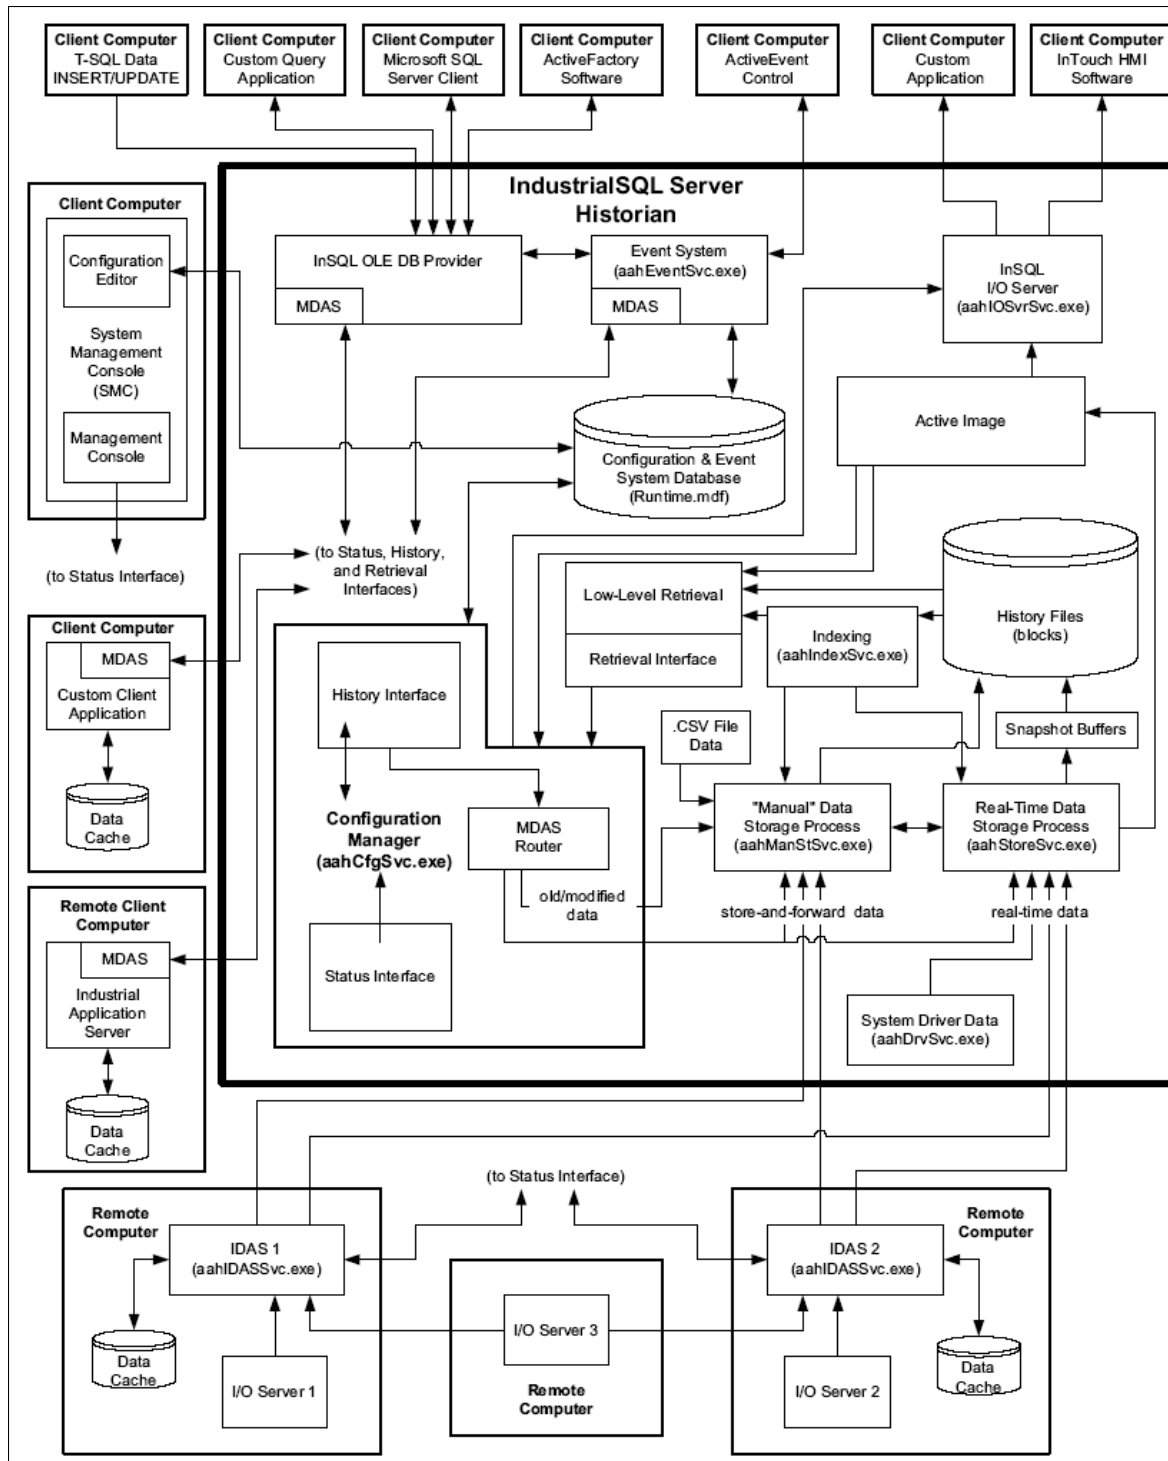 Client Computer
T-SQL Data
INSERT/UPDATE
Client Computer
Custom Query
Application
Client Computer
Microsoft SQL
Server Client
Client Computer
ActiveFactory
Software
Client Computer
ActiveEvent
Control
Client Computer
Custom
Application
Client Computer
InTouch HMI
Software
IndustrialSQL Server
Historian
Client Computer
Configuration
Editor
System
Management
Console
(SMC)
Management
Console
(to Status Interface)
InSQL OLE DB Provider
MDAS
Event System
(aahEventSvc.exe)
MDAS
InSQL
I/O Server
(aahIOSvrSvc.exe)
Active Image
Configuration & Event
System Database
(Runtime.mdf)
(to Status, History,
and Retrieval
Interfaces)
Low-Level Retrieval
Retrieval Interface
Indexing
(aahIndexSvc.exe)
History Files
(blocks)
Client Computer
MDAS
Custom Client
Application
Data
Cache
History Interface
.CSV File
Data
Snapshot Buffers
Configuration
Manager
(aahCfgSvc.exe)
MDAS
Router
"Manual" Data
Storage Process
(aahManStSvc.exe)
Real-Time Data
Storage Process
(aahStoreSvc.exe)
old/modified
data
store-and-forward data
real-time data
Remote Client
Computer
MDAS
Industrial
Application
Server
Data
Cache
Status Interface
System Driver Data
(aahDrvSvc.exe)
(to Status Interface)
Remote
Computer
IDAS 1
(aahIDASSvc.exe)
Data
Cache
I/O Server 1
I/O Server 3
Remote
Computer
IDAS 2
(aahIDASSvc.exe)
Remote
Computer
I/O Server 2
Data
Cache